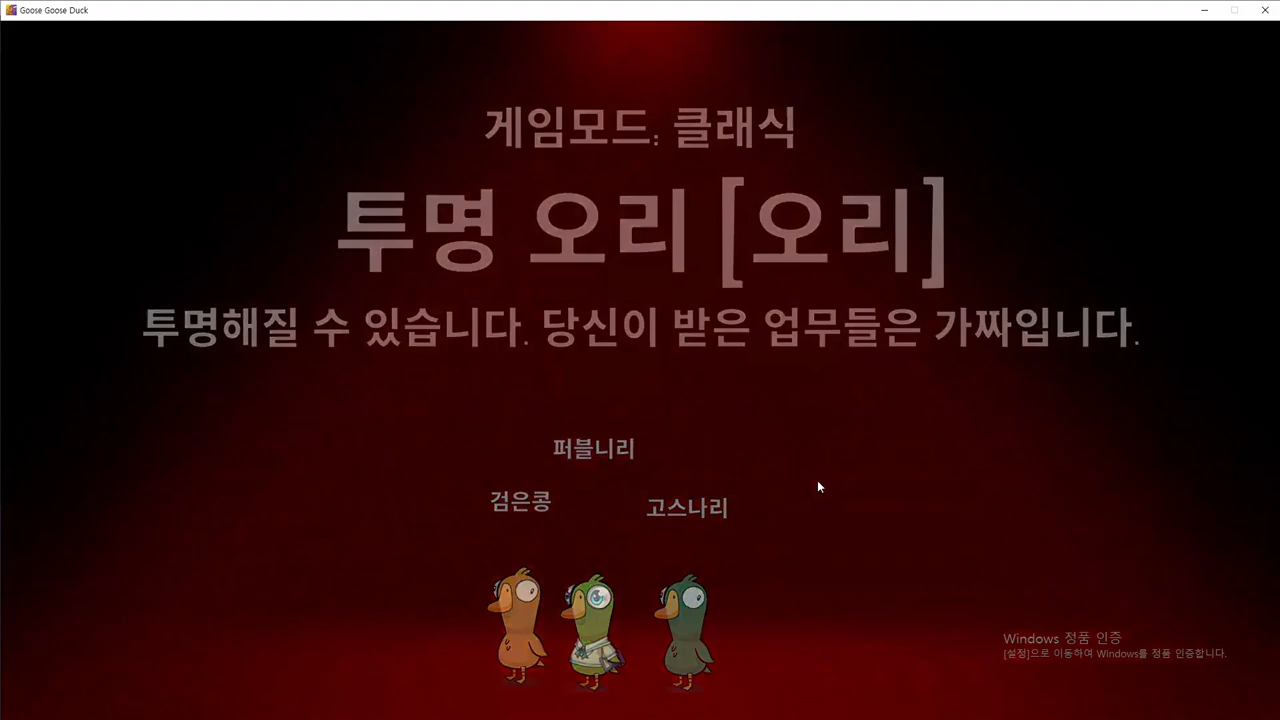 Goose Goose Duck
게임모드: 클래식
투명 오리 [오리]
투명해질 수 있습니다. 당신이 받은 업무들은 가짜입니다.
퍼블니리
검은콩
고스나리
Windows 정품 인증
[설정]으로 이동하여 Windows를 정품 인증합니다.